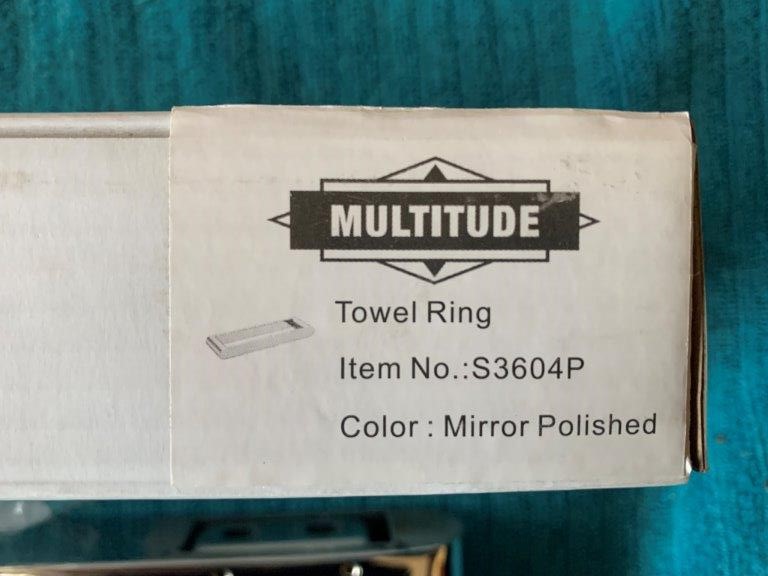 MULTITUDE
Towel Ring
Item No.:S3604P
Color : Mirror Polished